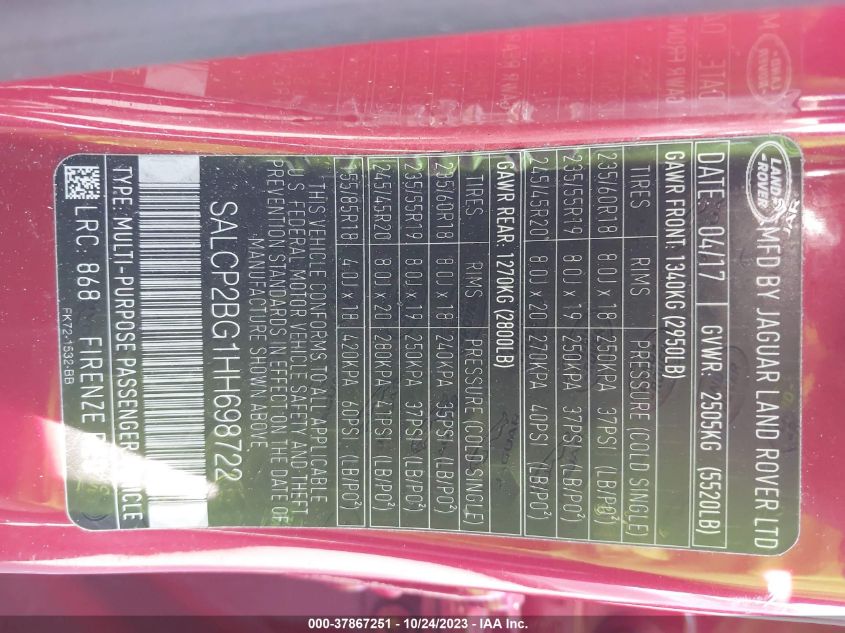 LAND ROVER
MFD BY JAGUAR LAND ROVER LTD
DATE 04/17 GVWR: 2505KG (5520LB)
GAWR FRONT: 1340KG (2950LB)
TIRES RIMS PRESSURE (COLD SINGLE)
235/60R18 8.0J x 18 250KPA 37PSI (LB/PO²)
235/55R19 8.0J x 19 250KPA 37PSI (LB/PO²)
245/45R20 8.0J x 20 270KPA 40PSI (LB/PO²)
GAWR REAR: 1270KG (2800LB)
TIRES RIMS PRESSURE (COLD SINGLE)
235/60R18 8.0J x 18 240KPA 35PSI (LB/PO²)
235/55R19 8.0J x 19 250KPA 37PSI (LB/PO²)
245/45R20 8.0J x 20 280KPA 41PSI (LB/PO²)
155/85R18 4.0J x 18 420KPA 60PSI (LB/PO²)
THIS VEHICLE CONFORMS TO ALL APPLICABLE
U.S. FEDERAL MOTOR VEHICLE SAFETY AND THEFT
PREVENTION STANDARDS IN EFFECT ON THE DATE OF
MANUFACTURE SHOWN ABOVE
SALCP2BG1HH698722
TYPE: MULTI-PURPOSE PASSENGER VEHICLE
LRC: 868 FIRENZE
FK72-1532-BB
000-37867251 - 10/24/2023 - IAA Inc.